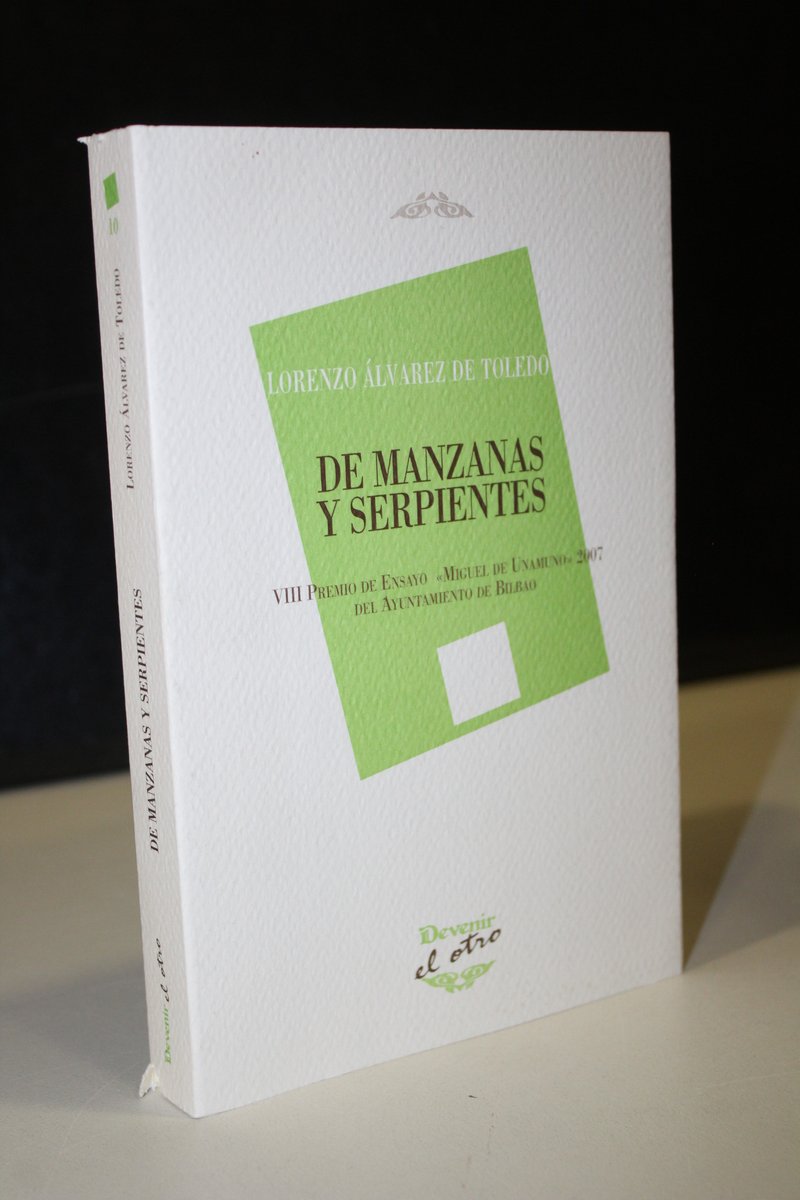 LORENZO ÁLVAREZ DE TOLEDO
DE MANZANAS
Y SERPIENTES
VIII PREMIO DE ENSAYO «MIGUEL DE UNAMUNO» 2007
DEL AYUNTAMIENTO DE BILBAO
Devenir
el otro
10
LORENZO ÁLVAREZ DE TOLEDO
DE MANZANAS Y SERPIENTES
Devenir el otro